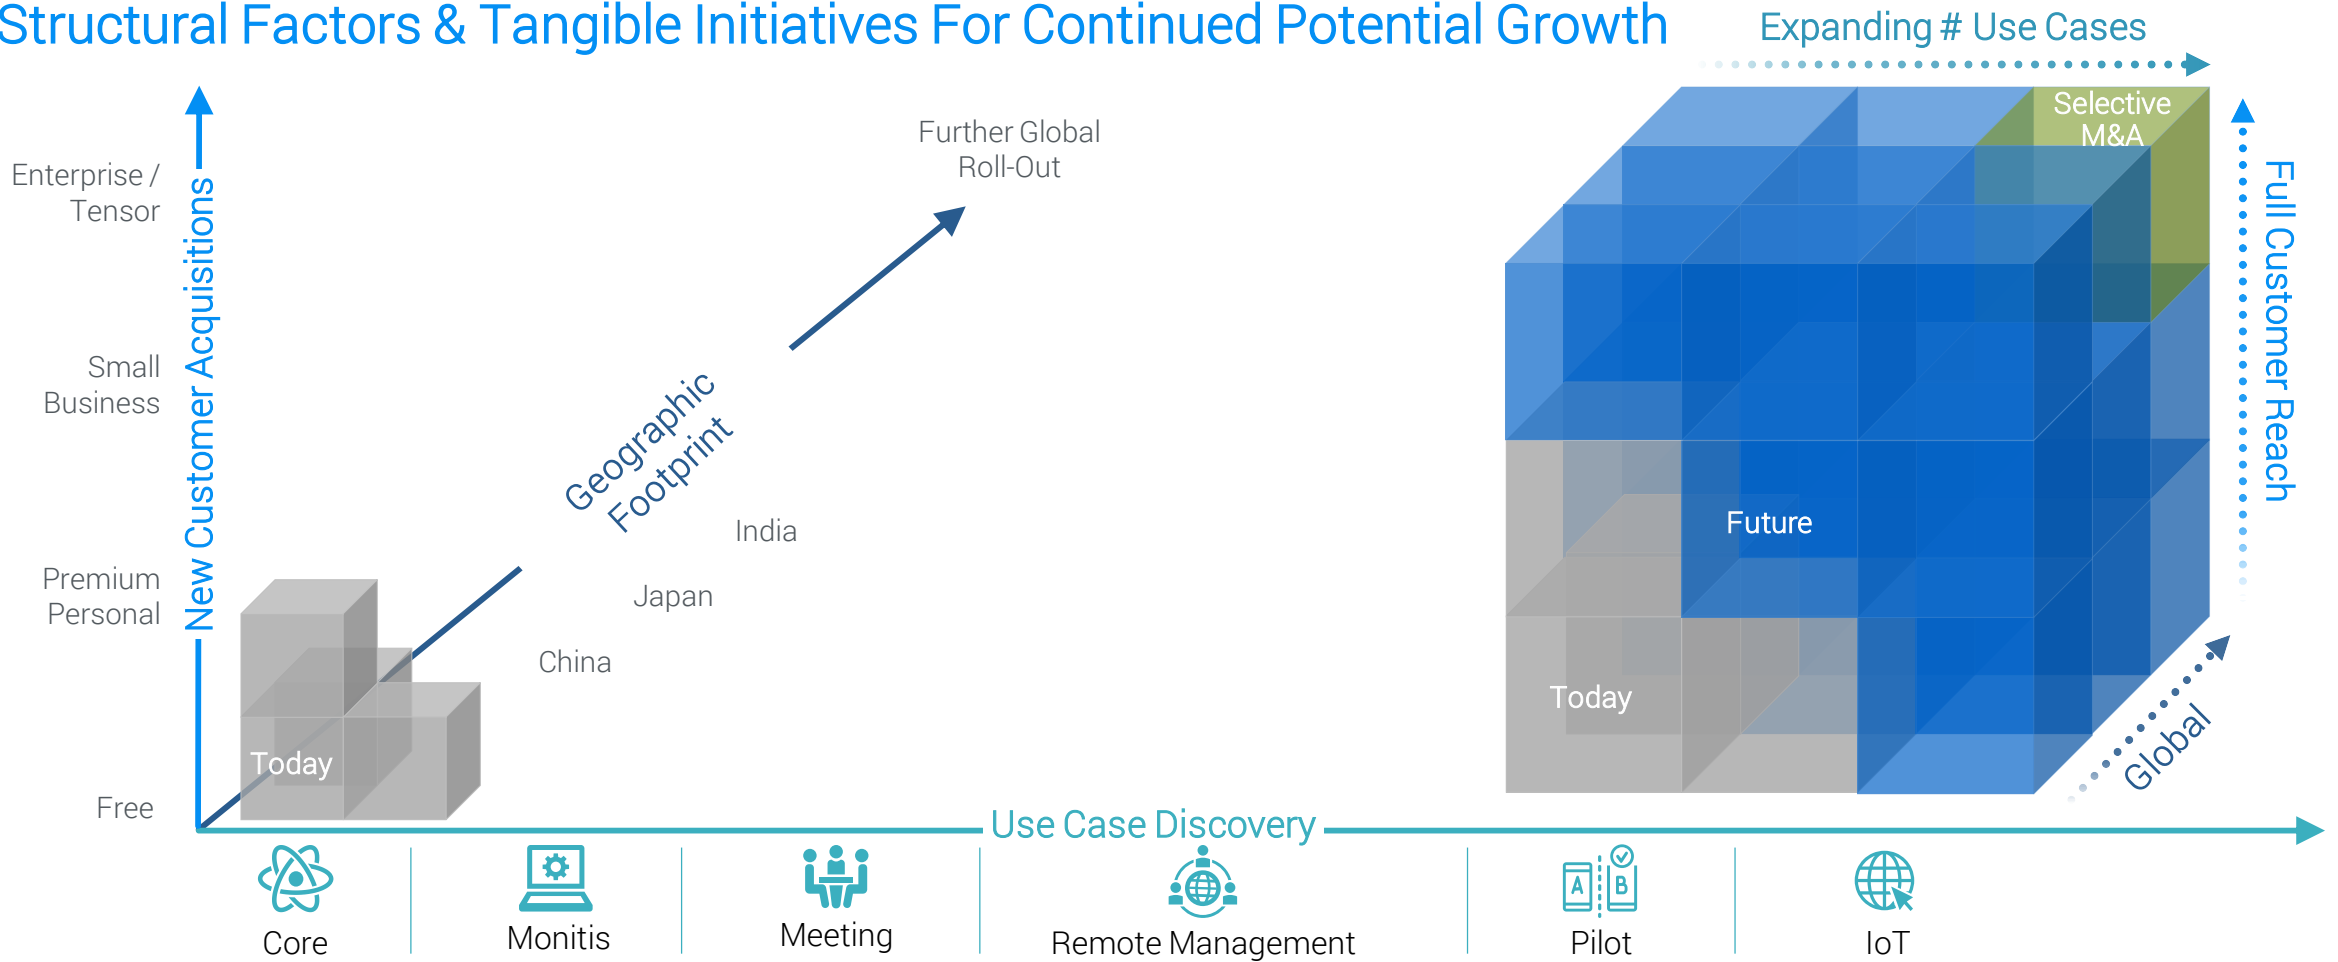 Structural Factors & Tangible Initiatives For Continued Potential Growth
Expanding # Use Cases
Selective
M&A
Full Customer Reach
Further Global
Roll-Out
Enterprise /
Tensor
New Customer Acquisitions
Small
Business
Geographic
Footprint
India
Future
Premium
Personal
Japan
China
Today
Today
Global
Free
Use Case Discovery
A
B
Core
Monitis
Meeting
Remote Management
Pilot
IoT